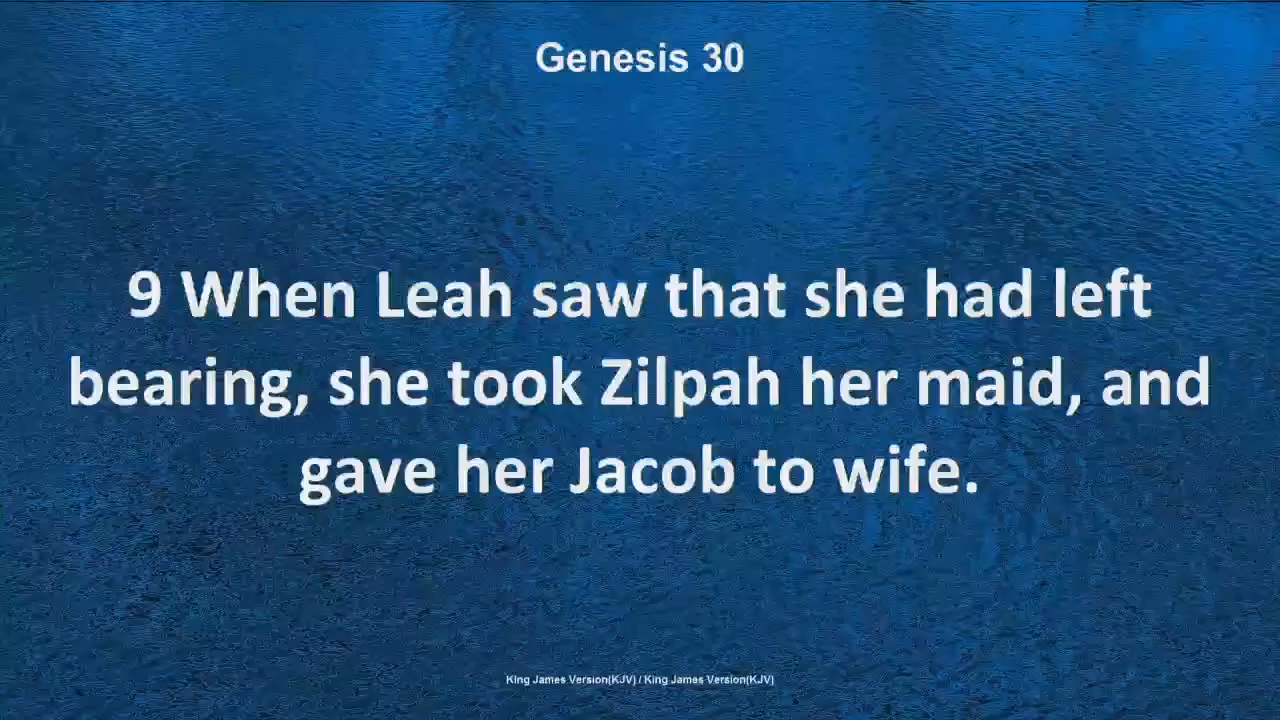 Genesis 30
9 When Leah saw that she had left
bearing, she took Zilpah her maid, and
gave her Jacob to wife.
King James Version(KJV) / King James Version(KJV)